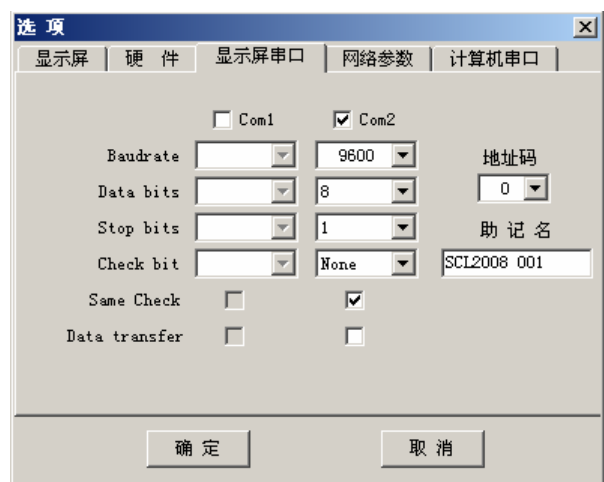 选 项
显示屏 硬 件 显示屏串口 网络参数 计算机串口
Com1 Com2
Baudrate 9600 地址码
Data bits 8 0
Stop bits 1 助 记 名
Check bit None SCL2008 001
Same Check
Data transfer
确 定 取 消